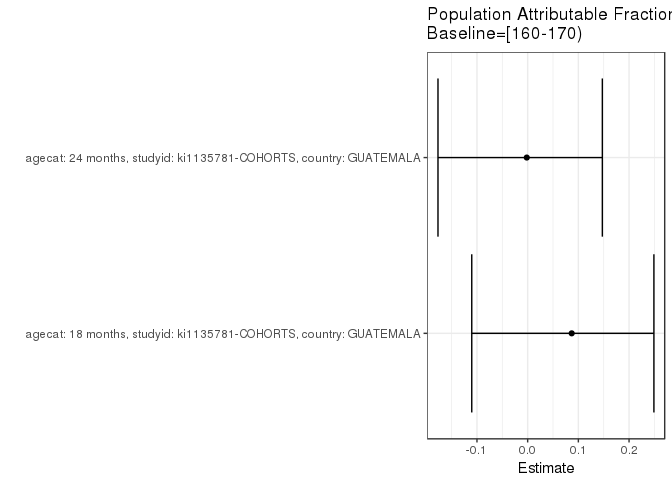 Population Attributable Fraction
Baseline=[160-170)
agecat: 24 months, studyid: ki1135781-COHORTS, country: GUATEMALA
agecat: 18 months, studyid: ki1135781-COHORTS, country: GUATEMALA
-0.1 0.0 0.1 0.2
Estimate